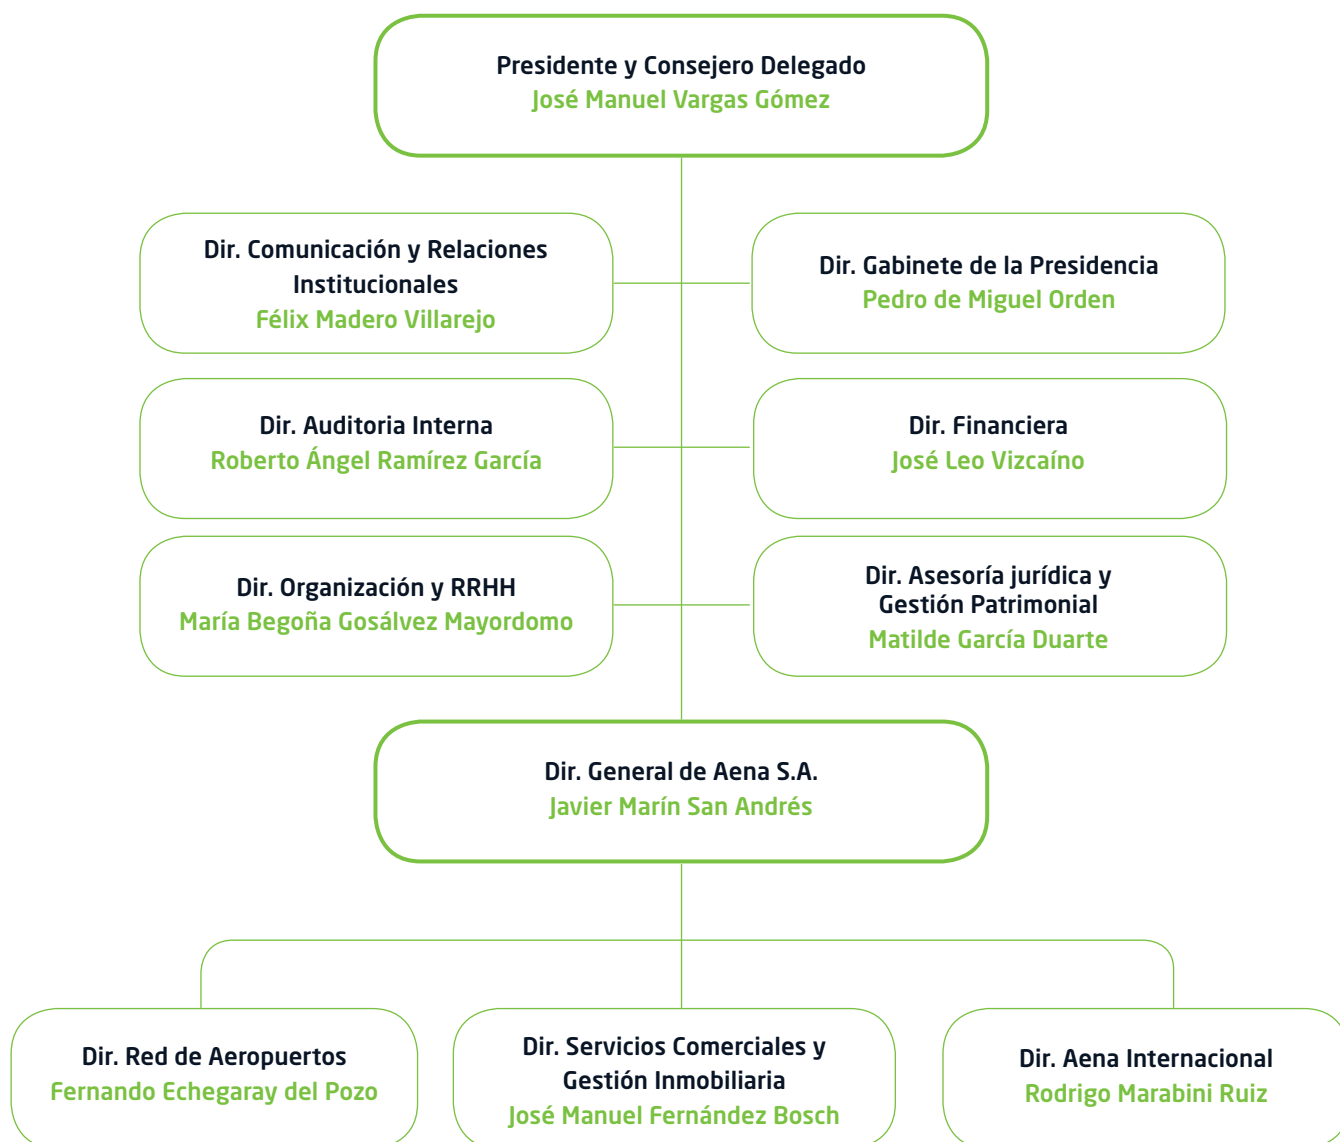 Presidente y Consejero Delegado
José Manuel Vargas Gómez
Dir. Comunicación y Relaciones
Institucionales
Félix Madero Villarejo
Dir. Gabinete de la Presidencia
Pedro de Miguel Orden
Dir. Auditoria Interna
Roberto Ángel Ramírez García
Dir. Financiera
José Leo Vizcaíno
Dir. Organización y RRHH
María Begoña Gosálvez Mayordomo
Dir. Asesoría jurídica y
Gestión Patrimonial
Matilde García Duarte
Dir. General de Aena S.A.
Javier Marín San Andrés
Dir. Red de Aeropuertos
Fernando Echegaray del Pozo
Dir. Servicios Comerciales y
Gestión Inmobiliaria
José Manuel Fernández Bosch
Dir. Aena Internacional
Rodrigo Marabini Ruiz